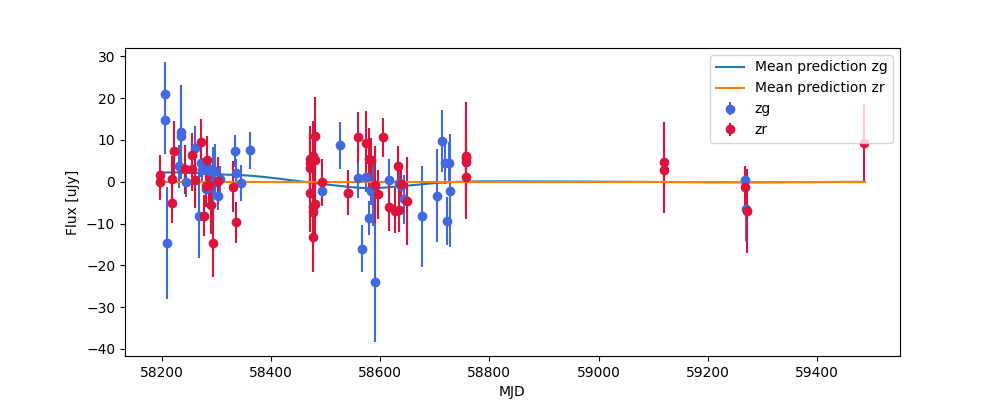 30
20
10
0
−10
−20
−30
−40
Flux [uJy]
58200
58400
58600
58800
59000
59200
59400
MJD
Mean prediction zg
Mean prediction zr
zg
zr